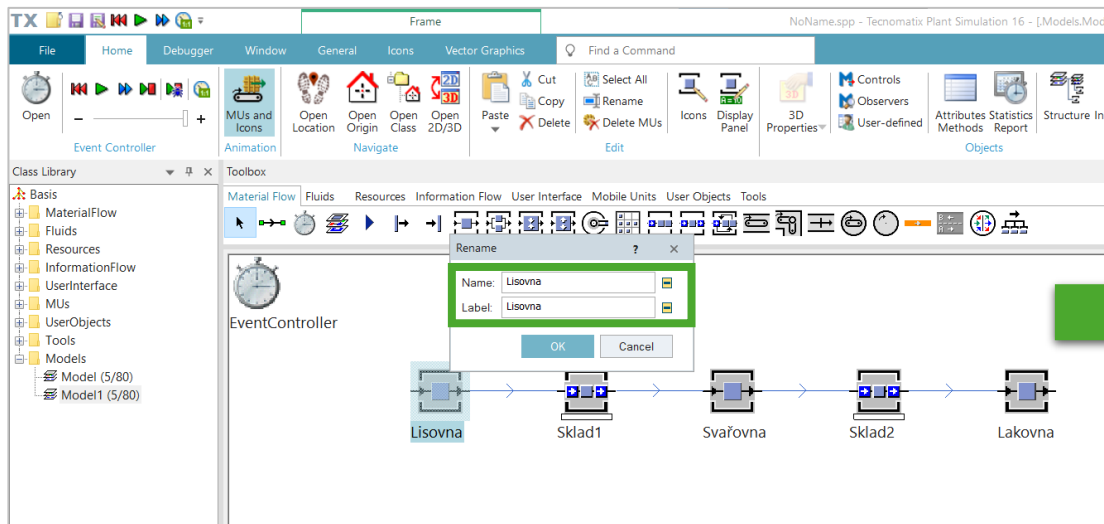 TX
Frame
NoName.spp - Tecnomatix Plant Simulation 16 - [.Models.Mod
File Home Debugger Window General Icons Vector Graphics Find a Command
Open
- +
Event Controller
MUs and Icons
Animation
Open Location
Open Origin
Open Class
2D 3D
Open 2D/3D
Navigate
Paste
Cut
Copy
Delete
Select All
Rename
Delete MUs
Icons
Display Panel
Edit
3D
3D Properties
Controls
Observers
User-defined
Attributes Methods
Statistics Report
Structure In
Objects
Class Library
Toolbox
Basis
MaterialFlow
Fluids
Resources
InformationFlow
UserInterface
MUs
UserObjects
Tools
Models
Model (5/80)
Model1 (5/80)
Material Flow Fluids Resources Information Flow User Interface Mobile Units User Objects Tools
EventController
Rename ? ×
Name: Lisovna
Label: Lisovna
OK Cancel
Lisovna Sklad1 Svařovna Sklad2 Lakovna